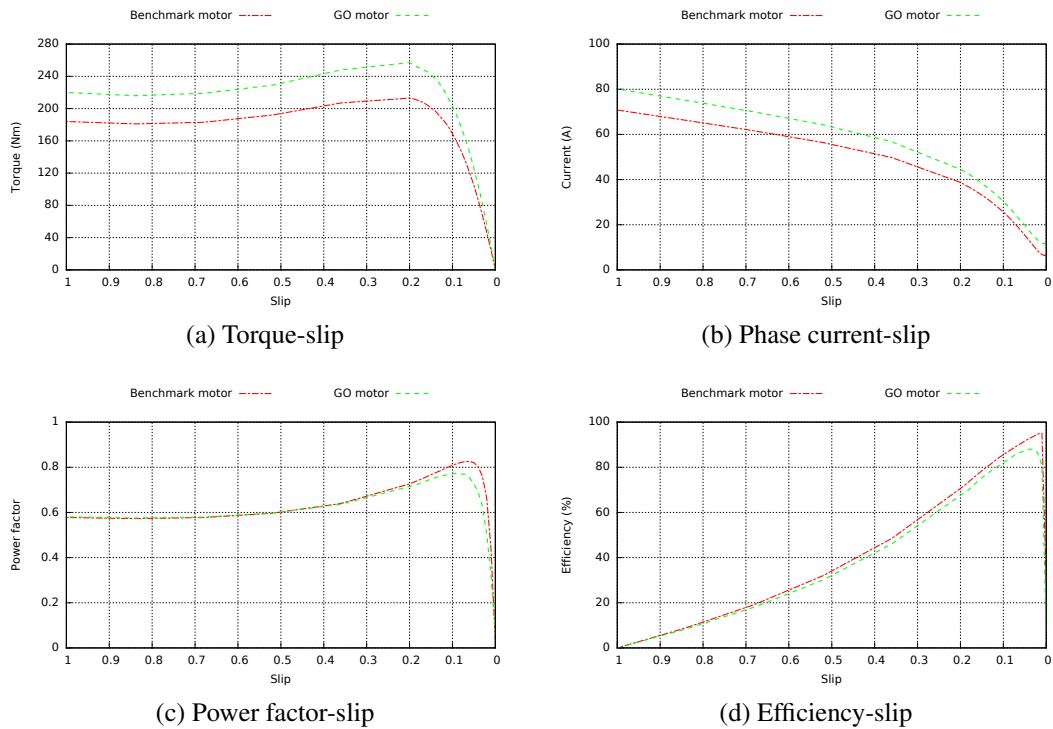 Benchmark motor GO motor
280
240
200
160
120
80
40
0
Torque (Nm)
1 0.9 0.8 0.7 0.6 0.5 0.4 0.3 0.2 0.1 0
Slip
(a) Torque-slip
Benchmark motor GO motor
100
80
60
40
20
0
Current (A)
1 0.9 0.8 0.7 0.6 0.5 0.4 0.3 0.2 0.1 0
Slip
(b) Phase current-slip
Benchmark motor GO motor
1
0.8
0.6
0.4
0.2
0
Power factor
1 0.9 0.8 0.7 0.6 0.5 0.4 0.3 0.2 0.1 0
Slip
(c) Power factor-slip
Benchmark motor GO motor
100
80
60
40
20
0
Efficiency (%)
1 0.9 0.8 0.7 0.6 0.5 0.4 0.3 0.2 0.1 0
Slip
(d) Efficiency-slip